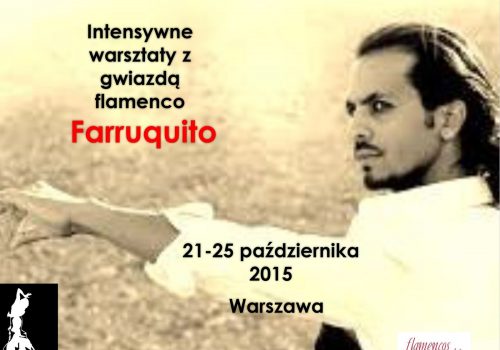 Intensywne
warsztaty z
gwiazdą
flamenco
Farruquito
21-25 października
2015
Warszawa
flamencos